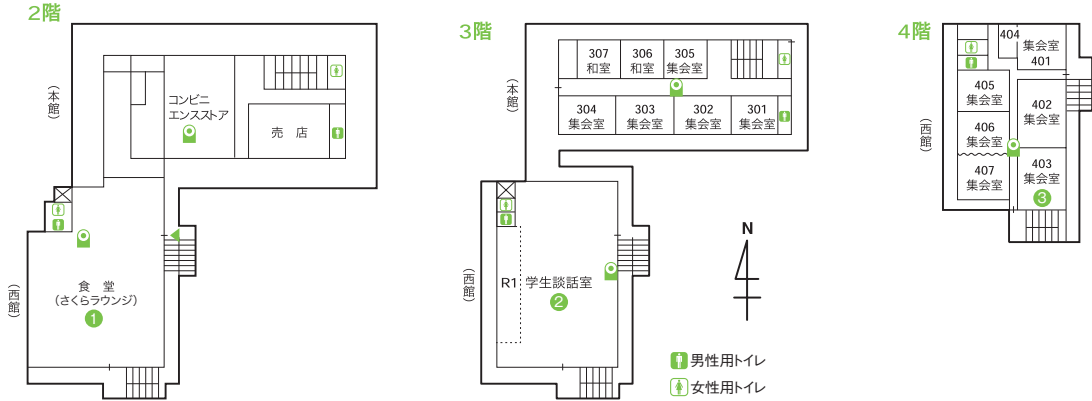 2階
(本館)
コンビニ
エンスストア
売 店
(西館)
食 堂
(さくらラウンジ)
1
3階
(本館)
307
和室
306
和室
305
集会室
304
集会室
303
集会室
302
集会室
301
集会室
(西館)
R1
学生談話室
2
N
男性用トイレ
女性用トイレ
4階
(西館)
404
集会室
401
405
集会室
402
集会室
406
集会室
407
集会室
403
集会室
3